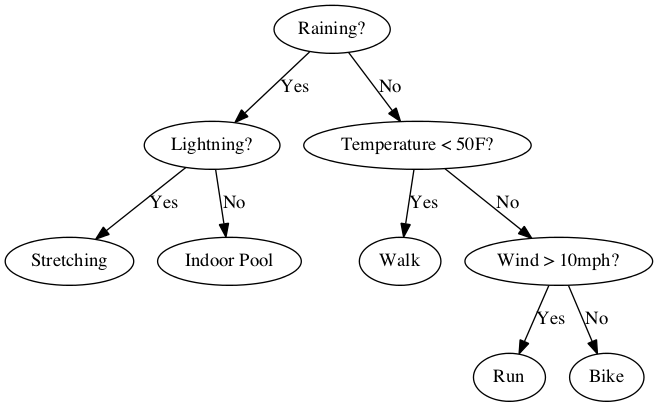 Raining?
Yes
No
Lightning?
Temperature < 50F?
Yes
No
Yes
No
Stretching
Indoor Pool
Walk
Wind > 10mph?
Yes
No
Run
Bike